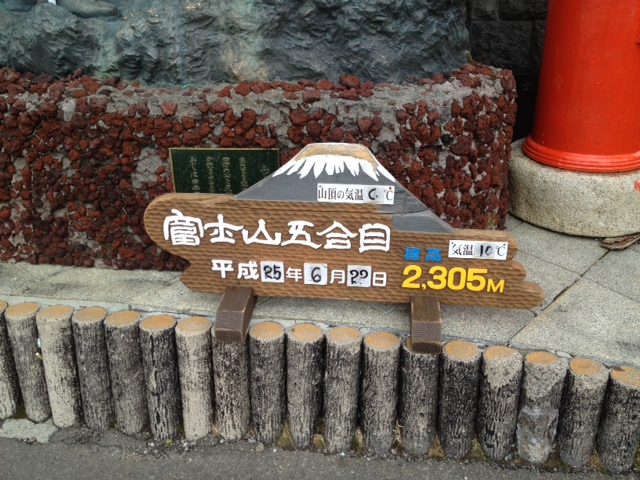 山頂の気温 ℃
富士山五合目
気温 10℃
標高
平成25年6月29日
2,305M